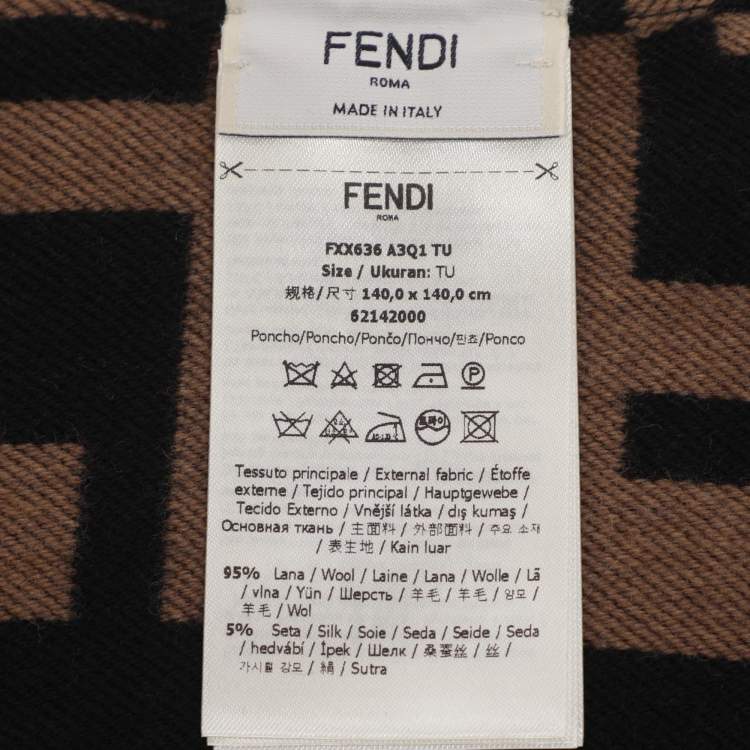 FENDI
ROMA
MADE IN ITALY
FENDI
ROMA
FXX636 A3Q1 TU
Size / Ukuran: TU
规格/尺寸 140,0 x 140,0 cm
62142000
Poncho/Poncho/Pončo/Пончо/판쵸/Ponco
P
드라이
Tessuto principale / External fabric / Étoffe
externe / Tejido principal / Hauptgewebe /
Tecido Externo / Vnější látka / dış kumaş /
Основная ткань / 主面料 / 外部面料 / 주요 소재
/ 表生地 / Kain luar
95% Lana / Wool / Laine / Lana / Wolle / Lã
/ vlna / Yün / Шерсть / 羊毛 / 羊毛 / 양모 /
羊毛 / Wol
5% Seta / Silk / Soie / Seda / Seide / Seda
/ hedvábí / İpek / Шелк / 桑蚕丝 / 丝 /
/ 絹 / Sutra